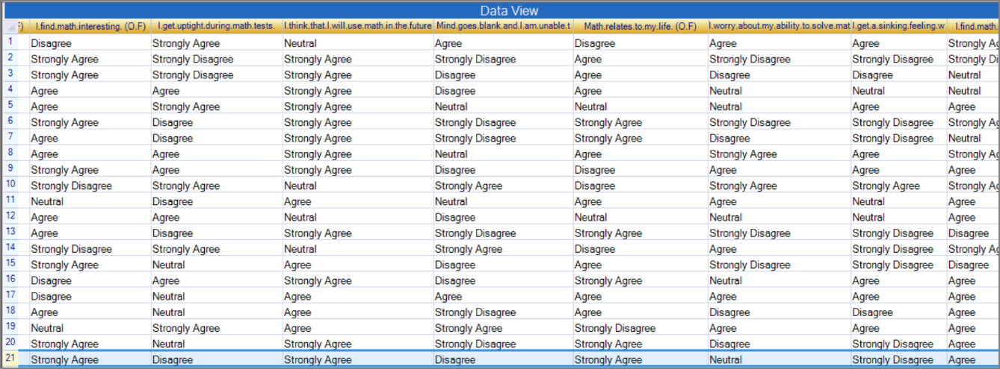 Data View
:) I.find.math.interesting. (O.F) I.get.uptight.during.math.tests. I.think.that.I.will.use.math.in.the.future Mind.goes.blank.and.I.am.unable.t Math.relates.to.my.life. (O.F) I.worry.about.my.ability.to.solve.mat I.get.a.sinking.feeling.w I.find.math.
1 Disagree Strongly Agree Neutral Agree Disagree Agree Agree Strongly Ag
2 Strongly Agree Strongly Disagree Strongly Agree Strongly Disagree Agree Strongly Disagree Strongly Disagree Strongly Di
3 Strongly Agree Strongly Disagree Strongly Agree Disagree Agree Disagree Disagree Neutral
4 Agree Agree Strongly Agree Disagree Agree Neutral Neutral Neutral
5 Agree Strongly Agree Strongly Agree Neutral Neutral Neutral Agree Agree
6 Strongly Agree Disagree Strongly Agree Strongly Disagree Strongly Agree Strongly Disagree Strongly Disagree Strongly Ag
7 Agree Disagree Strongly Agree Strongly Disagree Strongly Agree Disagree Strongly Disagree Neutral
8 Agree Agree Strongly Agree Neutral Agree Strongly Agree Agree Strongly Ag
9 Strongly Agree Agree Strongly Agree Disagree Disagree Agree Agree Agree
10 Strongly Disagree Strongly Agree Neutral Strongly Agree Disagree Strongly Agree Strongly Agree Strongly Ag
11 Neutral Disagree Agree Neutral Agree Agree Neutral Agree
12 Agree Agree Neutral Disagree Neutral Neutral Neutral Agree
13 Agree Disagree Strongly Agree Strongly Disagree Strongly Agree Strongly Disagree Strongly Disagree Disagree
14 Strongly Disagree Strongly Agree Neutral Strongly Agree Disagree Agree Strongly Disagree Strongly Ag
15 Strongly Agree Neutral Agree Disagree Agree Strongly Disagree Strongly Disagree Disagree
16 Disagree Agree Strongly Agree Disagree Strongly Agree Neutral Agree Agree
17 Disagree Neutral Agree Agree Agree Agree Agree Agree
18 Agree Neutral Agree Strongly Disagree Agree Disagree Disagree Agree
19 Neutral Strongly Agree Agree Strongly Agree Strongly Disagree Agree Agree Agree
20 Strongly Agree Neutral Strongly Agree Strongly Disagree Strongly Agree Disagree Strongly Disagree Agree
21 Strongly Agree Disagree Strongly Agree Disagree Strongly Agree Neutral Strongly Disagree Agree